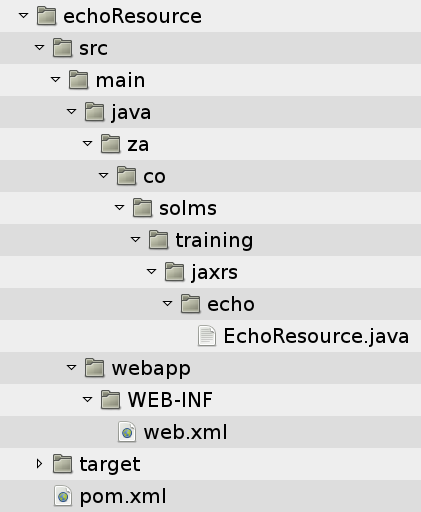 echoResource
src
main
java
za
co
solms
training
jaxrs
echo
EchoResource.java
webapp
WEB-INF
web.xml
target
pom.xml